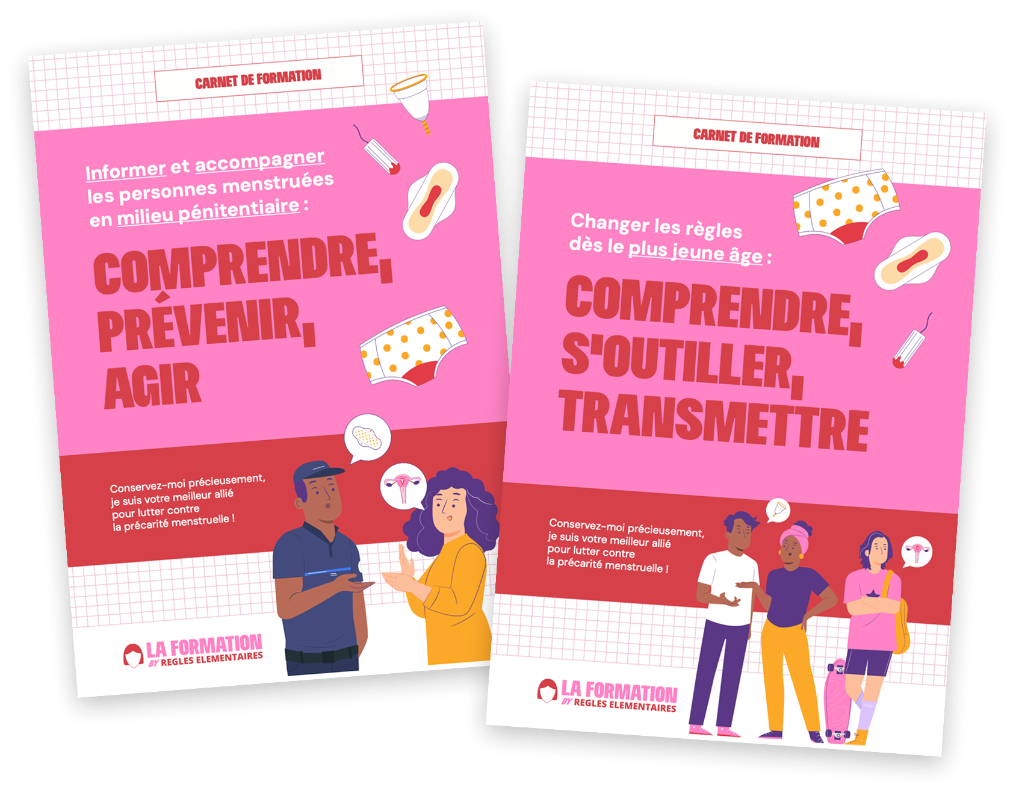 CARNET DE FORMATION
Informer et accompagner
les personnes menstruées
en milieu pénitentiaire :
COMPRENDRE,
PRÉVENIR,
AGIR
Conservez-moi précieusement,
je suis votre meilleur allié
pour lutter contre
la précarité menstruelle !
LA FORMATION
BY REGLES ELEMENTAIRES
CARNET DE FORMATION
Changer les règles
dès le plus jeune âge :
COMPRENDRE,
S'OUTILLER,
TRANSMETTRE
Conservez-moi précieusement,
je suis votre meilleur allié
pour lutter contre
la précarité menstruelle !
LA FORMATION
BY REGLES ELEMENTAIRES